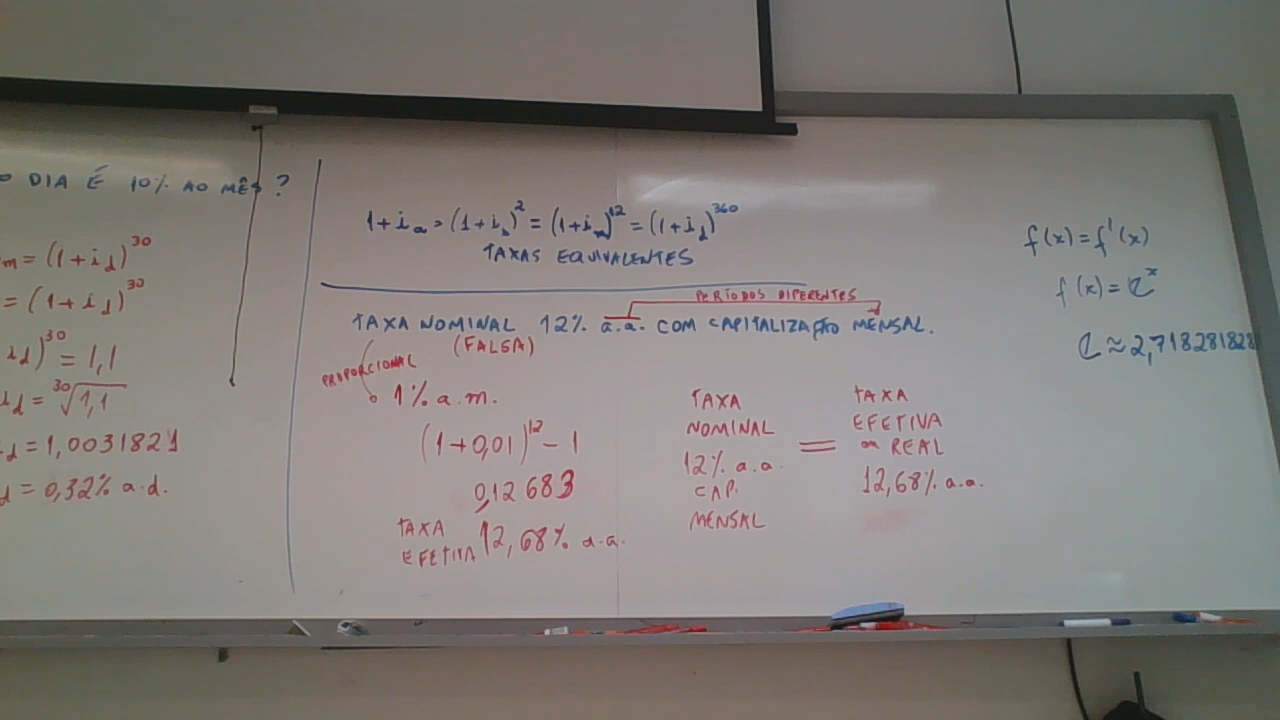 O DIA É 10% AO MÊS?
m = (1+i_d)^30
= (1+i_d)^30
i_d)^30 = 1,1
i_d = ³⁰√1,1
d = 1,0031821
d = 0,32% a.d.
1+i_a = (1+i_s)^2 = (1+i_m)^12 = (1+i_d)^360
TAXAS EQUIVALENTES
PERÍODOS DIFERENTES
TAXA NOMINAL 12% a.a. COM CAPITALIZAÇÃO MENSAL.
(FALSA)
PROPORCIONAL
1% a.m.
(1+0,01)^12 - 1
0,12683
TAXA
EFETIVA 12,68% a.a.
TAXA
NOMINAL
12% a.a.
CAP.
MENSAL
=
TAXA
EFETIVA
ou REAL
12,68% a.a.
f(x) = f'(x)
f(x) = e^x
e ≈ 2,718281828